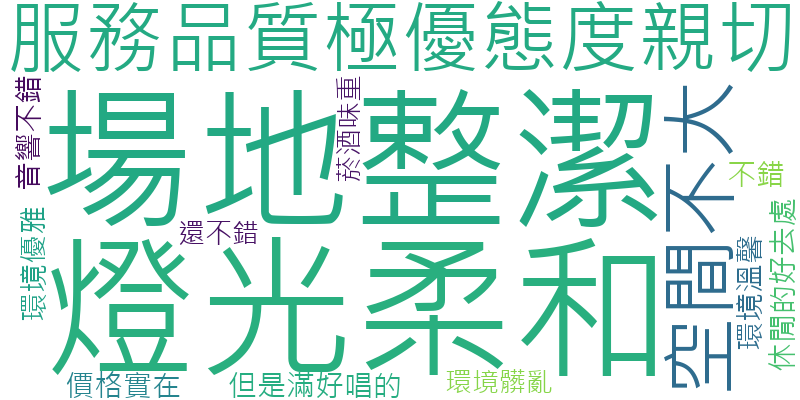 服務品質極優態度親切
場地整潔
燈光柔和
空間不大
音響不錯
菸酒味重
不錯
還不錯
環境優雅
環境溫馨
休閒的好去處
價格實在
但是滿好唱的
環境髒亂